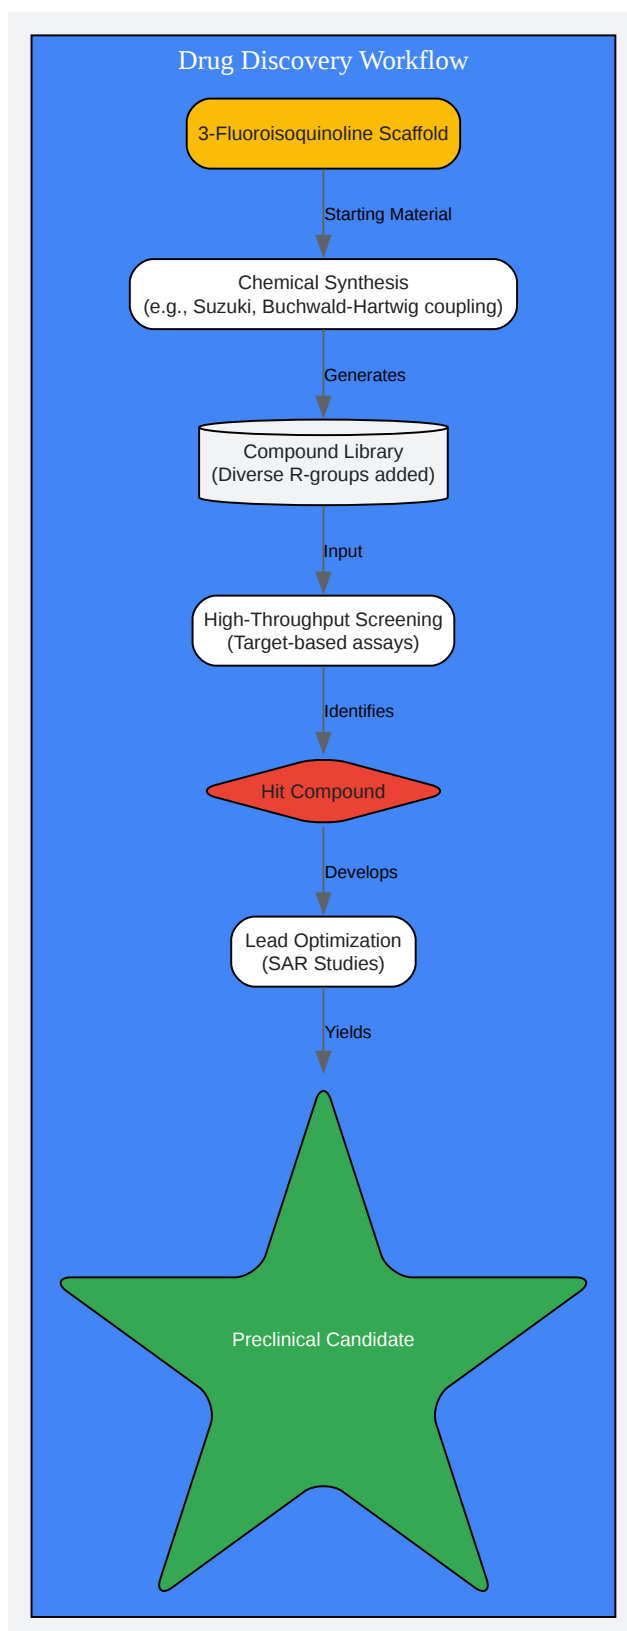 Drug Discovery Workflow
3-Fluoroisoquinoline Scaffold
Starting Material
Chemical Synthesis
(e.g., Suzuki, Buchwald-Hartwig coupling)
Generates
Compound Library
(Diverse R-groups added)
Input
High-Throughput Screening
(Target-based assays)
Identifies
Hit Compound
Develops
Lead Optimization
(SAR Studies)
Yields
Preclinical Candidate